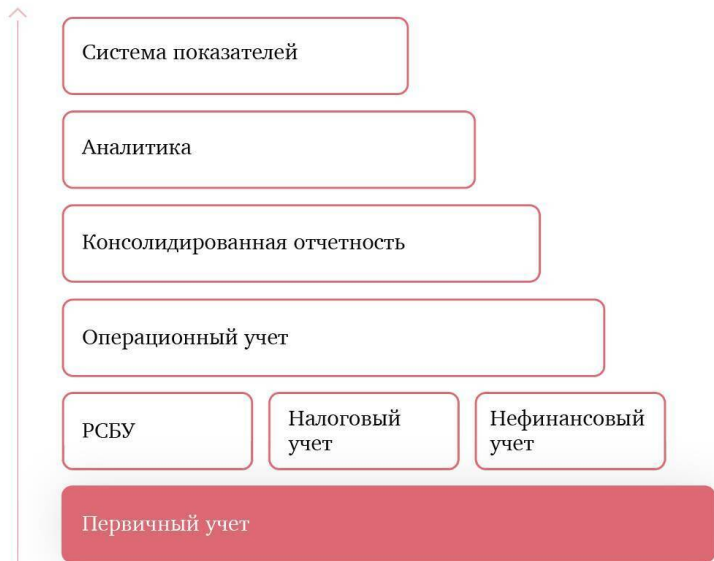 Система показателей
Аналитика
Консолидированная отчетность
Операционный учет
РСБУ
Налоговый
учет
Нефинансовый
учет
Первичный учет